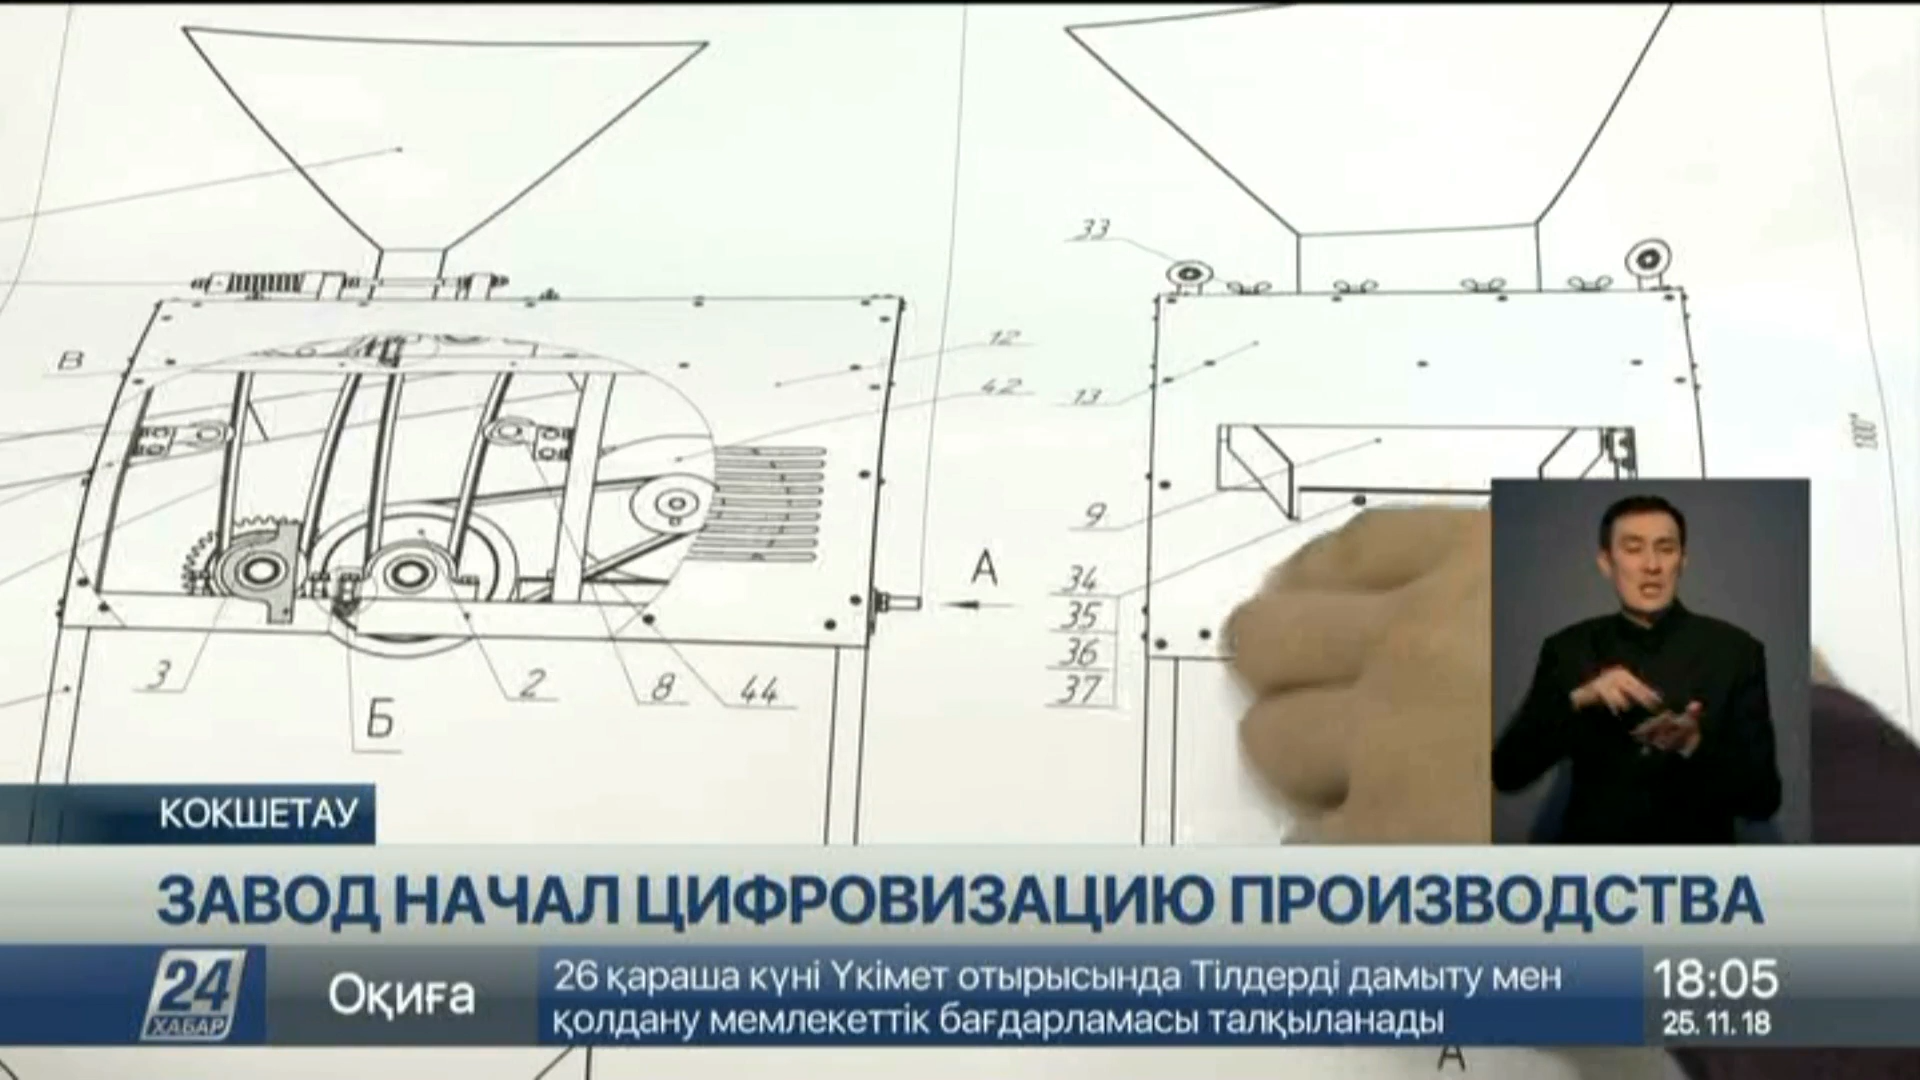 33
В
12
42
13
9
А
34
35
36
37
3
2
8
44
Б
1300*
КОКШЕТАУ
ЗАВОД НАЧАЛ ЦИФРОВИЗАЦИЮ ПРОИЗВОДСТВА
24
ХАБАР
Оқиға
26 қараша күні Үкімет отырысында Тілдерді дамыту мен
қолдану мемлекеттік бағдарламасы талқыланады
18:05
25.11.18
А